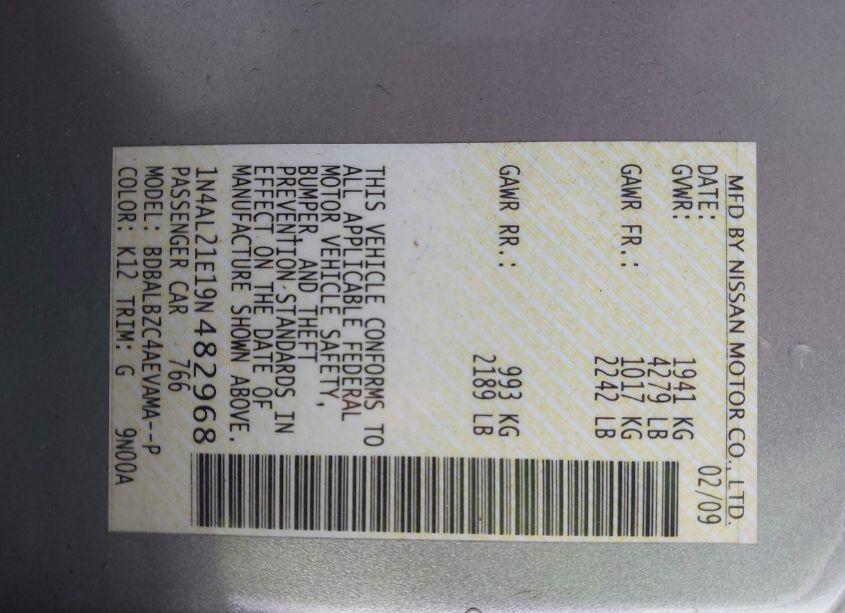 MFD BY NISSAN MOTOR CO., LTD.
DATE: 02/09
GVWR: 1941 KG
4279 LB
GAWR FR.: 1017 KG
2242 LB
GAWR RR.: 993 KG
2189 LB
THIS VEHICLE CONFORMS TO
ALL APPLICABLE FEDERAL
MOTOR VEHICLE SAFETY,
BUMPER AND THEFT
PREVENTION STANDARDS IN
EFFECT ON THE DATE OF
MANUFACTURE SHOWN ABOVE.
1N4AL21E19N482968
PASSENGER CAR 766
MODEL: BDBALBZC4AEVAMA--P
COLOR: K12 TRIM: G 9N00A